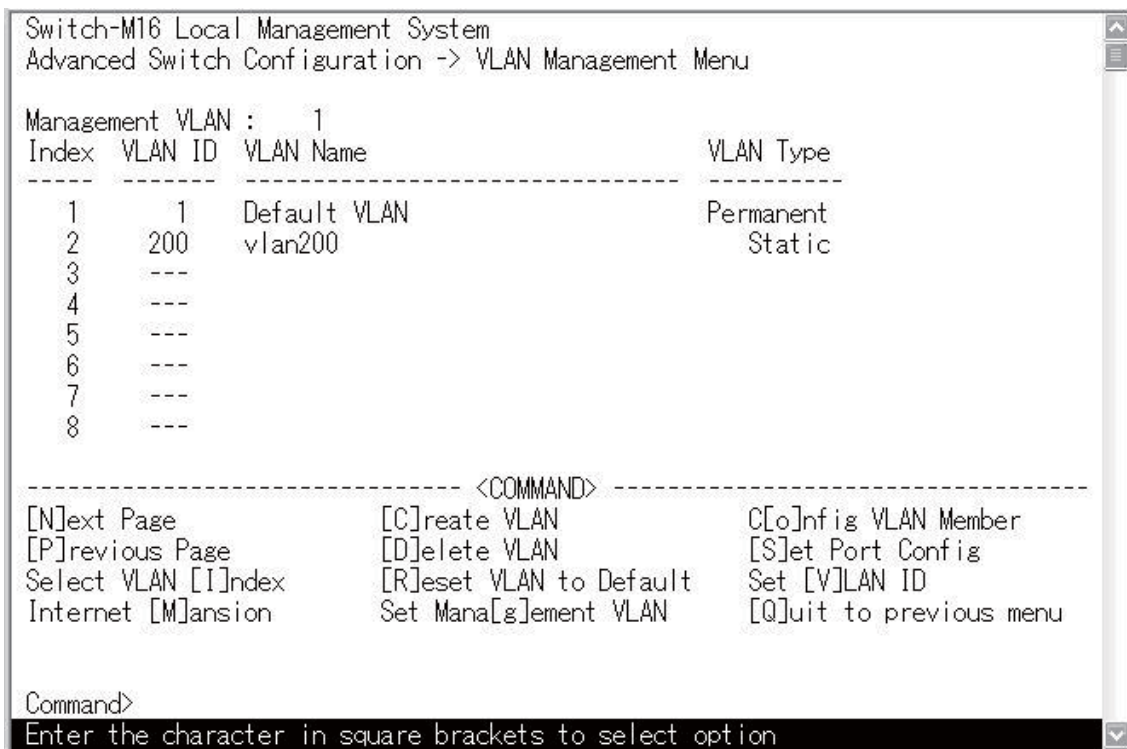 Switch-M16 Local Management System
Advanced Switch Configuration -> VLAN Management Menu
Management VLAN :     1
Index  VLAN ID  VLAN Name                         VLAN Type
-----  -------  --------------------------------  ----------
1      1    Default VLAN                      Permanent
2    200    vlan200                              Static
3    ---
4    ---
5    ---
6    ---
7    ---
8    ---
-------------------------------- <COMMAND> -----------------------------------
[N]ext Page               [C]reate VLAN              C[o]nfig VLAN Member
[P]revious Page           [D]elete VLAN              [S]et Port Config
Select VLAN [I]ndex       [R]eset VLAN to Default    Set [V]LAN ID
Internet [M]ansion        Set Mana[g]ement VLAN      [Q]uit to previous menu
Command>
Enter the character in square brackets to select option